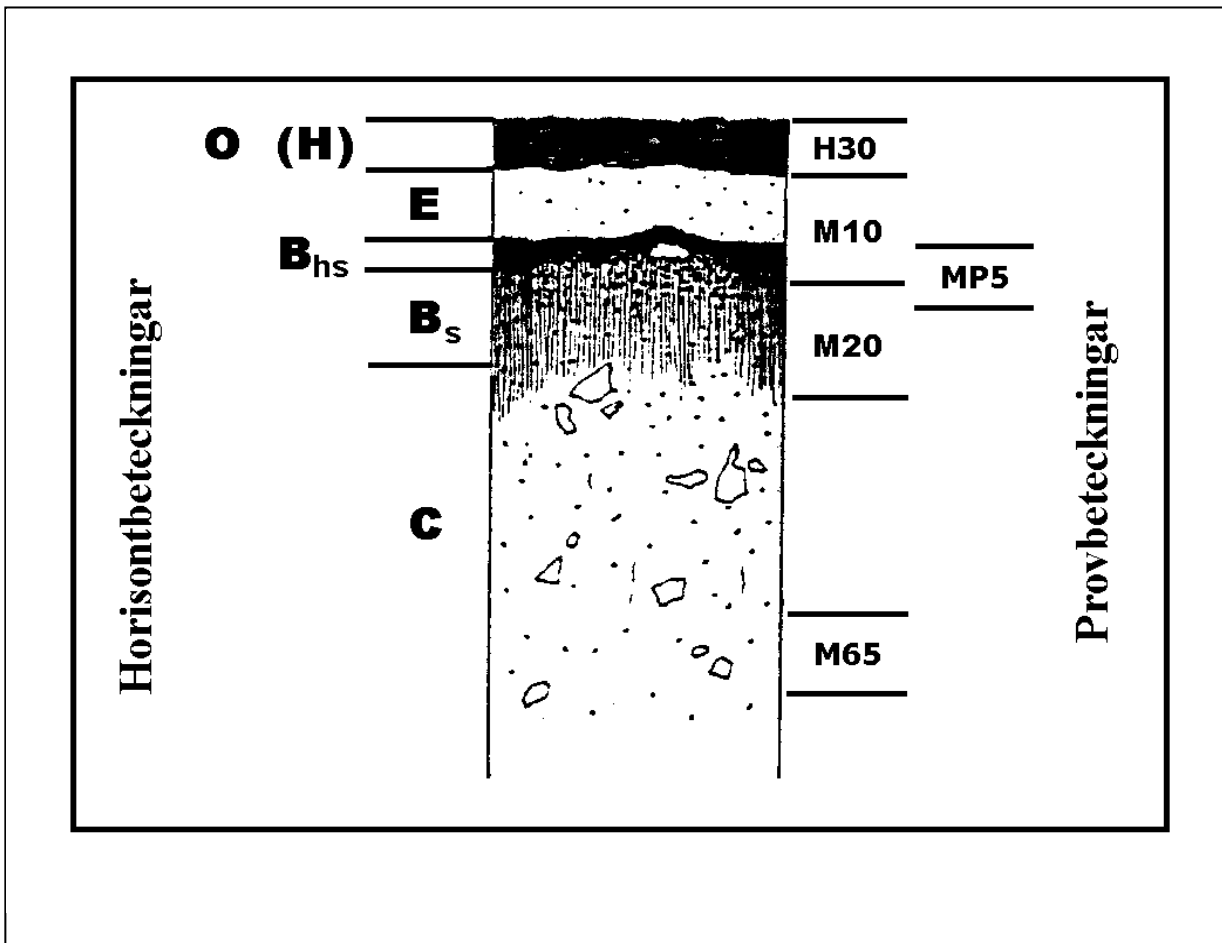 Horisontbeteckningar
O (H)
E
Bhs
Bs
C
H30
M10
MP5
M20
M65
Provbeteckningar